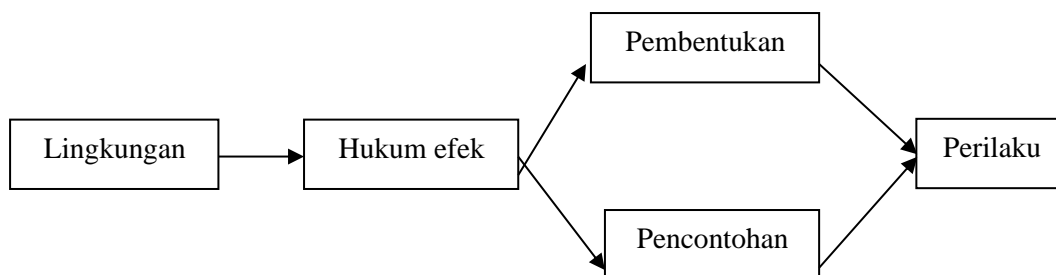 Pembentukan
Lingkungan
Hukum efek
Perilaku
Pencontohan